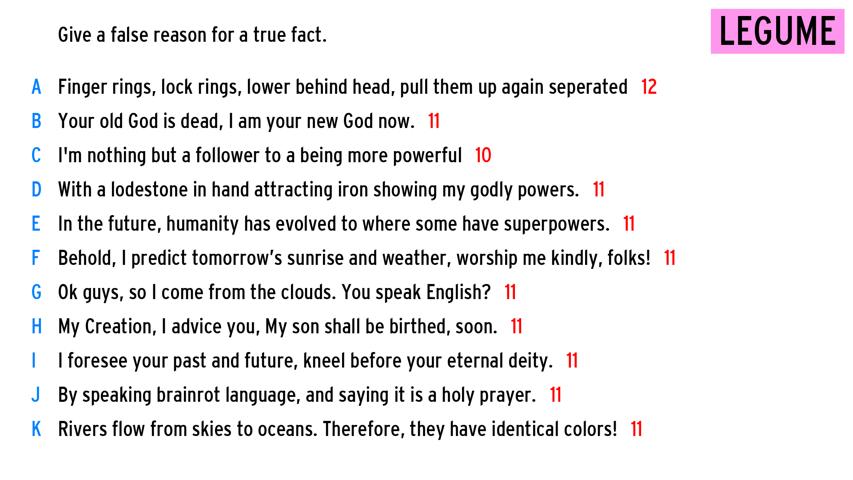 Give a false reason for a true fact.
LEGUME
A Finger rings, lock rings, lower behind head, pull them up again seperated 12
B Your old God is dead, I am your new God now. 11
C I'm nothing but a follower to a being more powerful 10
D With a lodestone in hand attracting iron showing my godly powers. 11
E In the future, humanity has evolved to where some have superpowers. 11
F Behold, I predict tomorrow's sunrise and weather, worship me kindly, folks! 11
G Ok guys, so I come from the clouds. You speak English? 11
H My Creation, I advice you, My son shall be birthed, soon. 11
I I foresee your past and future, kneel before your eternal deity. 11
J By speaking brainrot language, and saying it is a holy prayer. 11
K Rivers flow from skies to oceans. Therefore, they have identical colors! 11